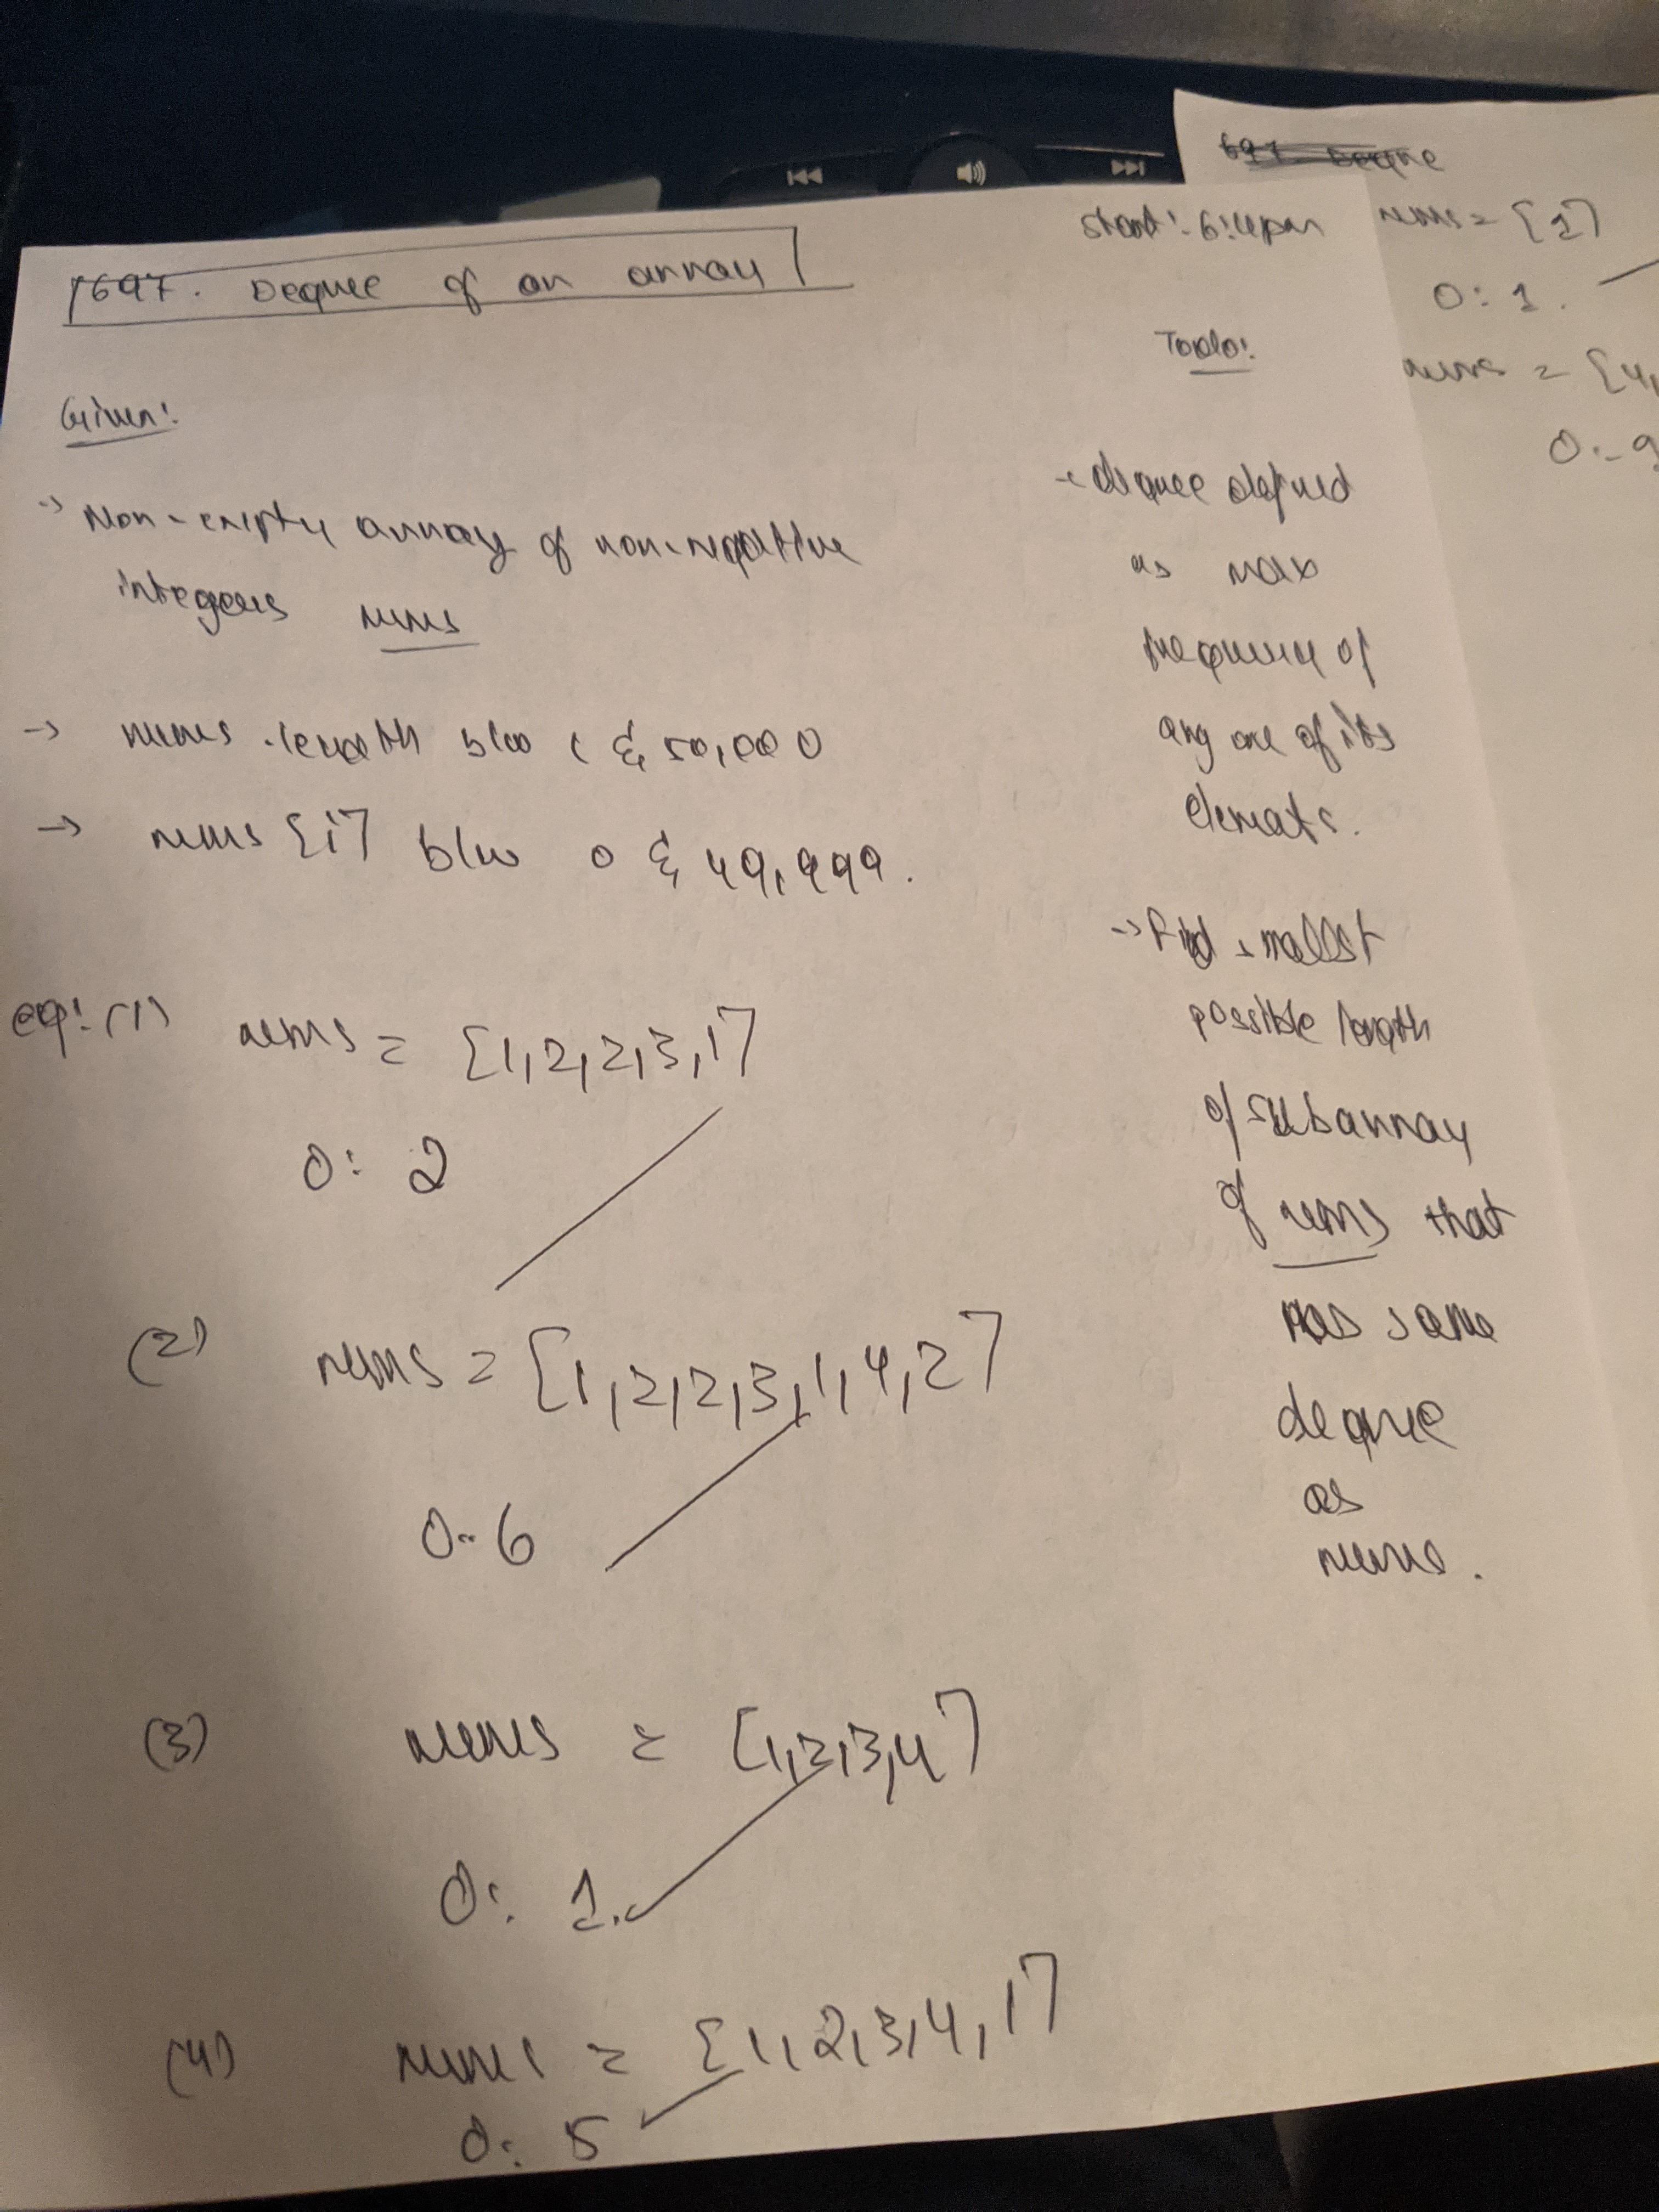 697. Degree of an array
start: 6:14pm
Given:
→ Non-empty array of non-negative
integers nums
→ nums.length b/w 1 & 50,000
→ nums [i] b/w 0 & 49,999.
eg: (1) nums = [1,2,2,3,1]
O: 2
(2) nums = [1,2,2,3,1,4,2]
O: 6
(3) nums = [1,2,3,4]
O: 1.
(4) nums = [1,2,3,4,1]
O: 5
Todo:
→ degree defined
as max
frequency of
any one of its
elements.
→ Find smallest
possible length
of subarray
of nums that
has same
degree
as
nums.
697 Degree
nums = [1]
O: 1.
nums = [4,
O:- 9